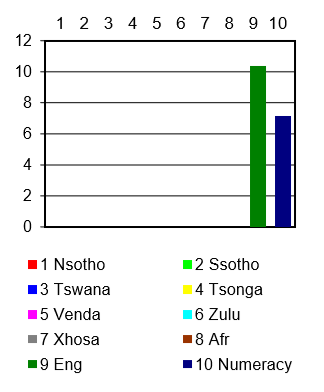 1 2 3 4 5 6 7 8 9 10
12
10
8
6
4
2
0
1 Nsotho 2 Ssotho
3 Tswana 4 Tsonga
5 Venda 6 Zulu
7 Xhosa 8 Afr
9 Eng 10 Numeracy